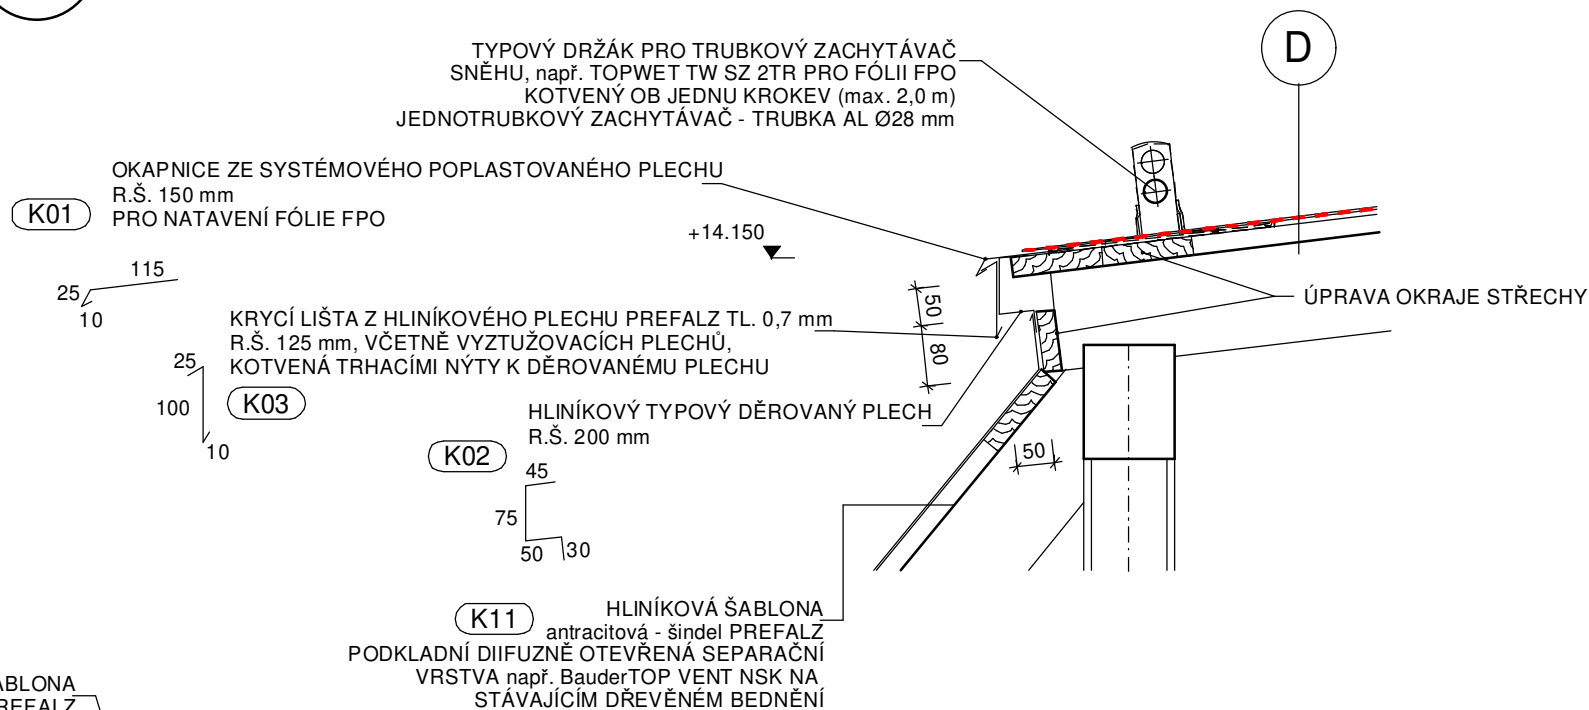 TYPOVÝ DRŽÁK PRO TRUBKOVÝ ZACHYTÁVAČ
SNĚHU, např. TOPWET TW SZ 2TR PRO FÓLII FPO
KOTVENÝ OB JEDNU KROKEV (max. 2,0 m)
JEDNOTRUBKOVÝ ZACHYTÁVAČ - TRUBKA AL Ø28 mm
D
OKAPNICE ZE SYSTÉMOVÉHO POPLASTOVANÉHO PLECHU
R.Š. 150 mm
PRO NATAVENÍ FÓLIE FPO
K01
+14.150
115
25
10
KRYCÍ LIŠTA Z HLINÍKOVÉHO PLECHU PREFALZ TL. 0,7 mm
R.Š. 125 mm, VČETNĚ VYZTUŽOVACÍCH PLECHŮ,
KOTVENÁ TRHACÍMI NÝTY K DĚROVANÉMU PLECHU
K03
25
100
10
50
80
ÚPRAVA OKRAJE STŘECHY
HLINÍKOVÝ TYPOVÝ DĚROVANÝ PLECH
R.Š. 200 mm
K02
45
75
50
30
50
K11
HLINÍKOVÁ ŠABLONA
antracitová - šindel PREFALZ
PODKLADNÍ DIIFUZNĚ OTEVŘENÁ SEPARAČNÍ
VRSTVA např. BauderTOP VENT NSK NA
STÁVAJÍCÍM DŘEVĚNÉM BEDNĚNÍ
ABLONA
REFALZ